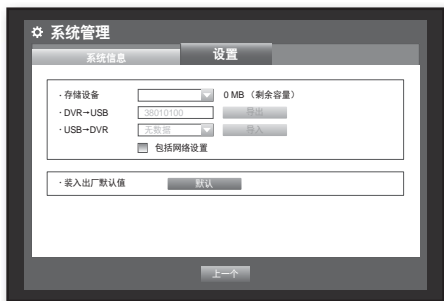 系统管理
系统信息 设置
·存储设备 0 MB（剩余容量）
·DVR→USB 38010100 导出
·USB→DVR 无数据 导入
包括网络设置
·装入出厂默认值 默认
上一个